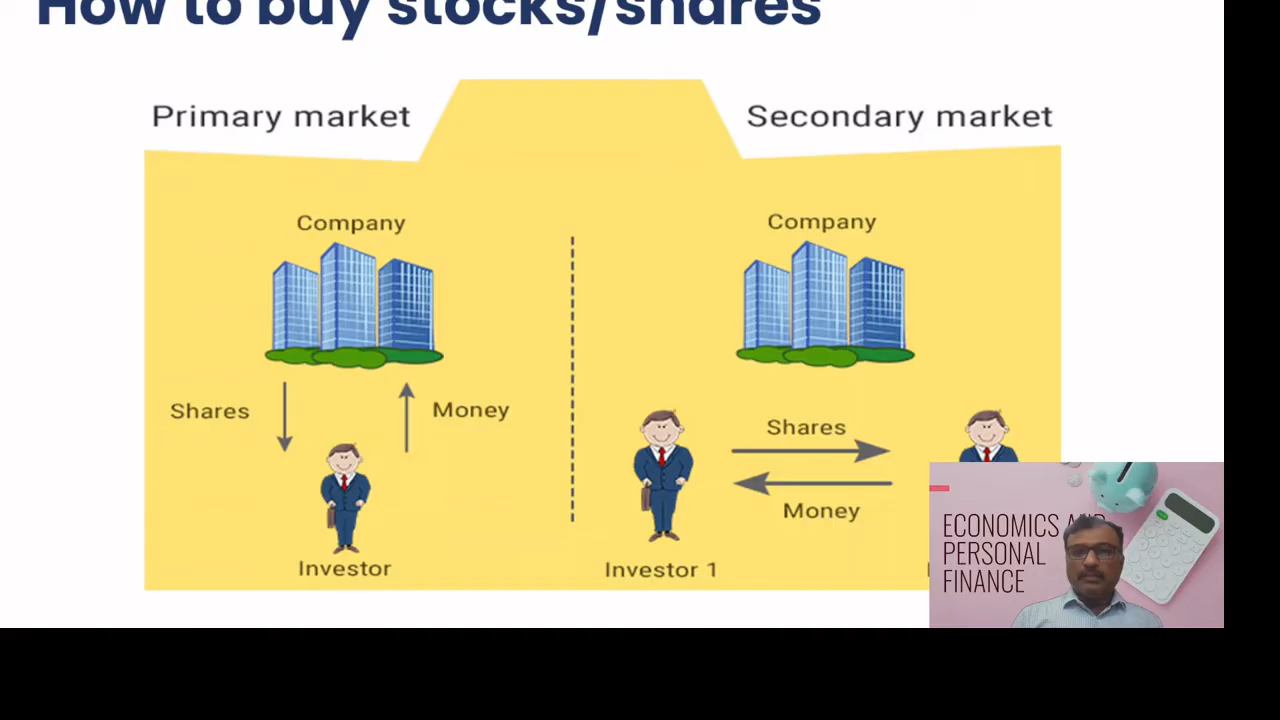 How to buy stocks/shares
Primary market
Secondary market
Company
Company
Shares
Money
Shares
Money
Investor
Investor 1
ECONOMICS AND
PERSONAL
FINANCE